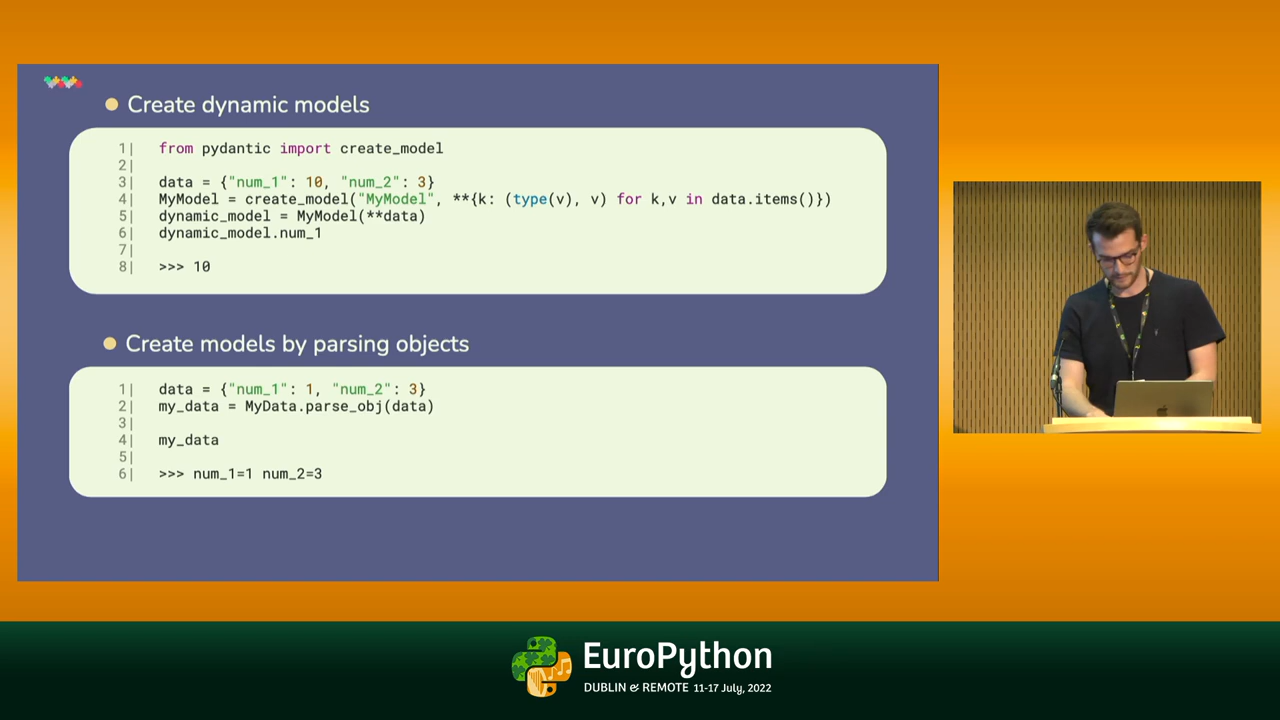 Create dynamic models
1| from pydantic import create_model
2|
3| data = {"num_1": 10, "num_2": 3}
4| MyModel = create_model("MyModel", **{k: (type(v), v) for k,v in data.items()})
5| dynamic_model = MyModel(**data)
6| dynamic_model.num_1
7|
8| >>> 10
Create models by parsing objects
1| data = {"num_1": 1, "num_2": 3}
2| my_data = MyData.parse_obj(data)
3|
4| my_data
5|
6| >>> num_1=1 num_2=3
EuroPython
DUBLIN & REMOTE 11-17 July, 2022